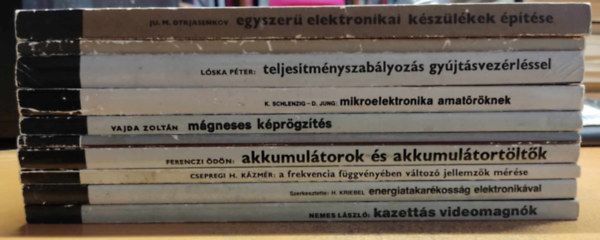 JU. M. OTRJASENKOV egyszerű elektronikai készülékek építése
LÓSKA PÉTER: teljesítményszabályozás gyújtásvezérléssel
K. SCHLENZIG - D. JUNG: mikroelektronika amatőröknek
VAJDA ZOLTÁN mágneses képrögzítés
FERENCZI ÖDÖN: akkumulátorok és akkumulátortöltők
CSEPREGI H. KÁZMÉR: a frekvencia függvényében változó jellemzők mérése
Szerkesztette: H. KRIEBEL energiatakarékosság elektronikával
NEMES LÁSZLÓ: kazettás videomagnók